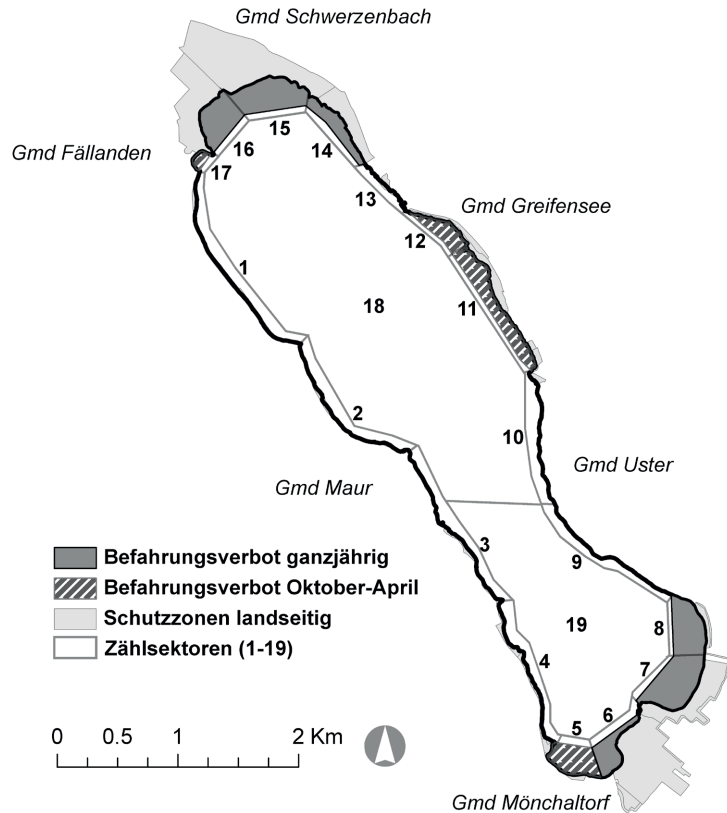 Gmd Schwerzenbach
Gmd Fällanden
15
16
14
17
13
Gmd Greifensee
12
1
18
11
2
10
Gmd Uster
Gmd Maur
3
9
Befahrungsverbot ganzjährig
Befahrungsverbot Oktober-April
Schutzzonen landseitig
Zählsektoren (1-19)
19
8
4
7
6
5
0 0.5 1 2 Km
Gmd Mönchaltorf